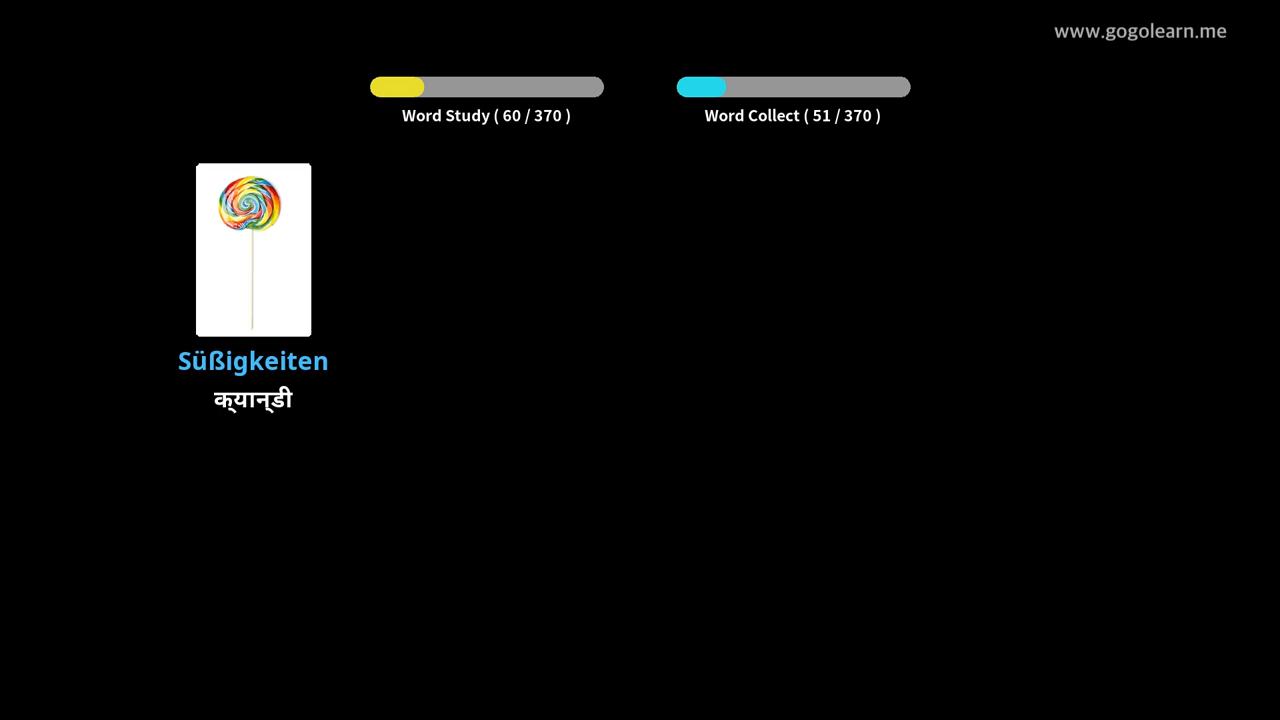 www.gogolearn.me
Word Study ( 60 / 370 )
Word Collect ( 51 / 370 )
Süßigkeiten
क्यान्डी